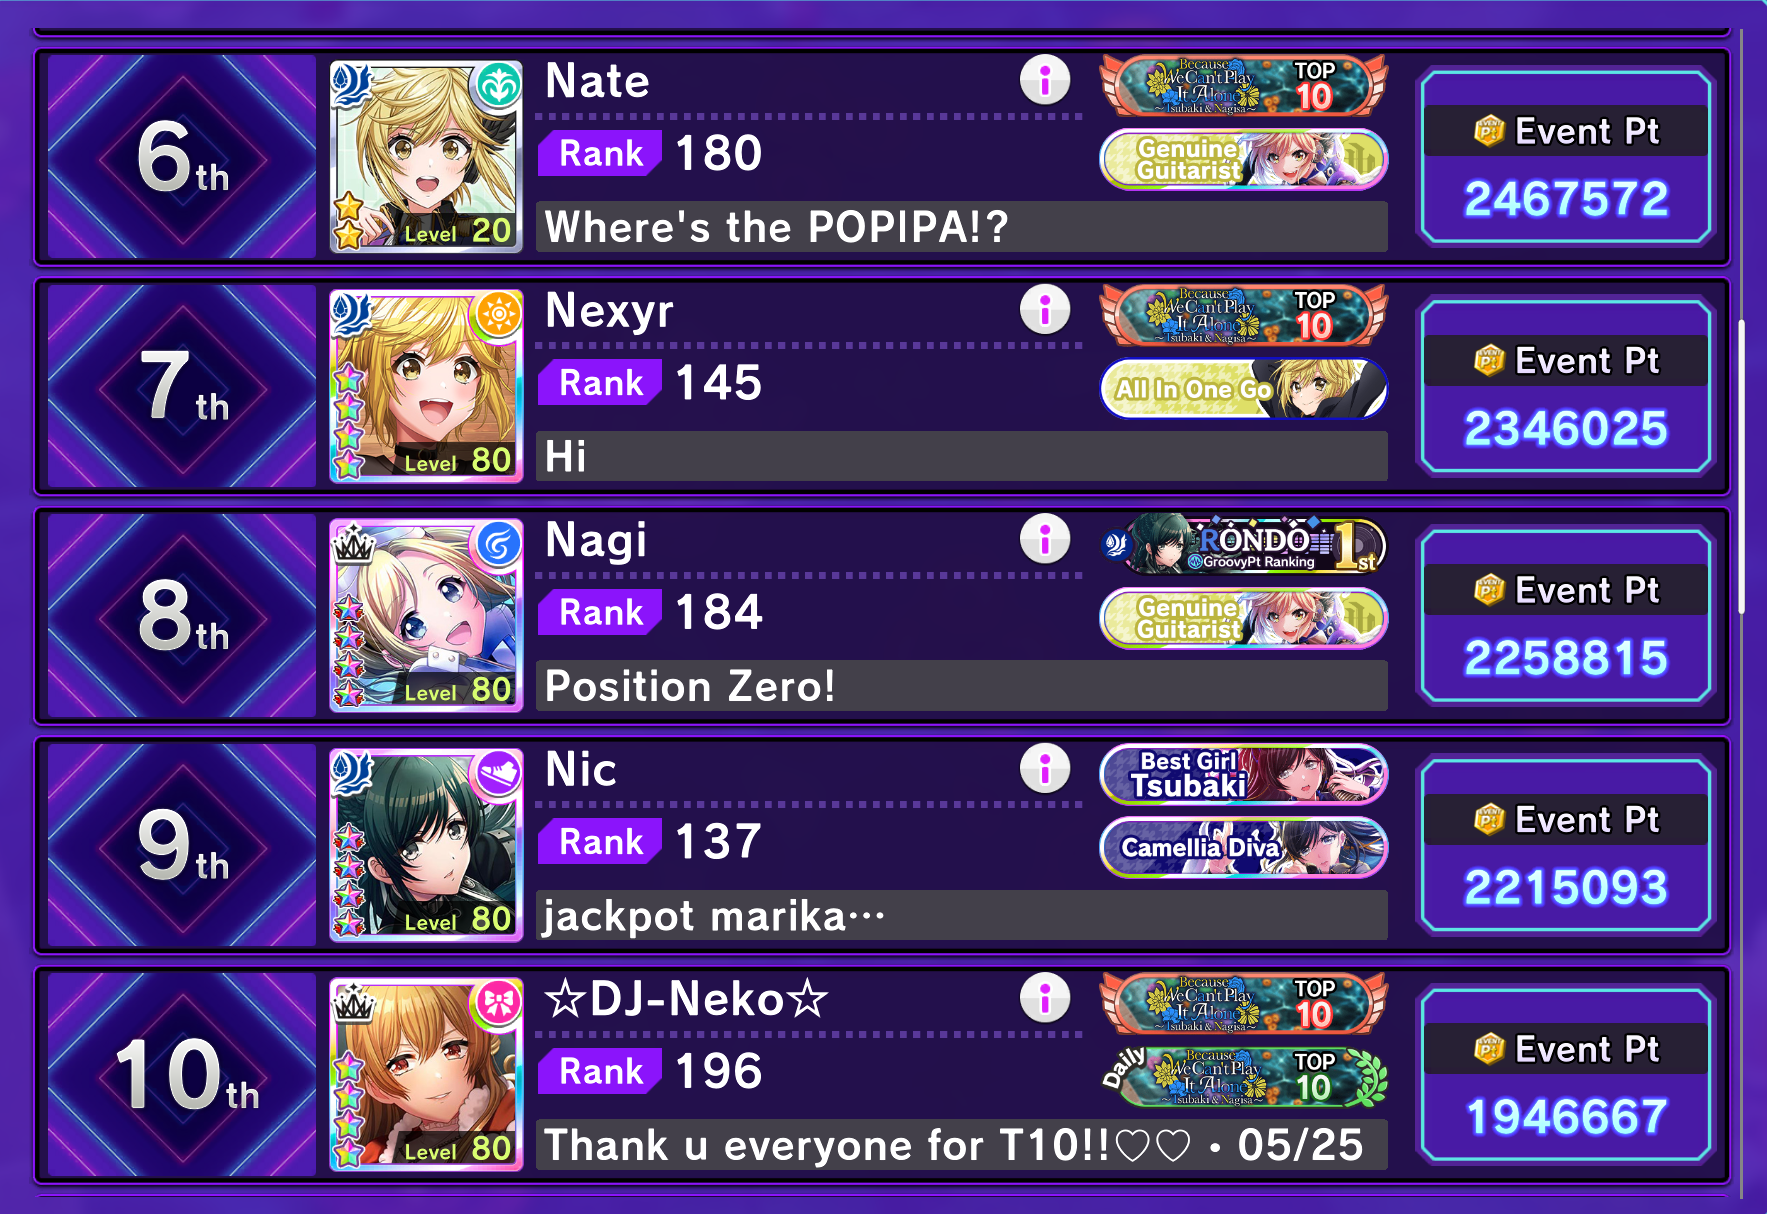 6th
Level 20
Nate
Rank 180
Where's the POPIPA!?
Because
We Can't Play
It Alone
~Tsubaki & Nagisa~
TOP
10
Genuine
Guitarist
Event Pt
2467572
7th
Level 80
Nexyr
Rank 145
Hi
Because
We Can't Play
It Alone
~Tsubaki & Nagisa~
TOP
10
All In One Go
Event Pt
2346025
8th
Level 80
Nagi
Rank 184
Position Zero!
RONDO
GroovyPt Ranking
1st
Genuine
Guitarist
Event Pt
2258815
9th
Level 80
Nic
Rank 137
jackpot marika…
Best Girl
Tsubaki
Camellia Diva
Event Pt
2215093
10th
Level 80
☆DJ-Neko☆
Rank 196
Thank u everyone for T10!!♡♡・05/25
Because
We Can't Play
It Alone
~Tsubaki & Nagisa~
TOP
10
Daily
Because
We Can't Play
It Alone
~Tsubaki & Nagisa~
TOP
10
Event Pt
1946667